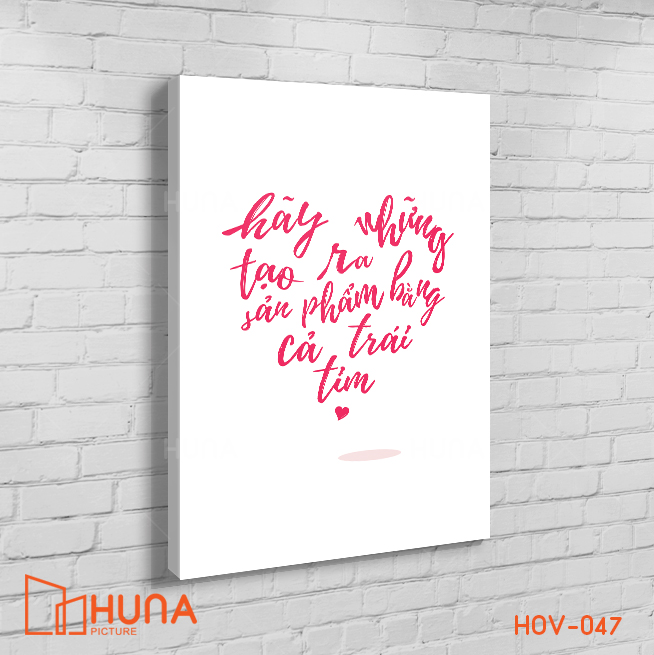 hãy những
tạo ra
sản phẩm bằng
cả trái
tim
HUNA
PICTURE
HOV-047